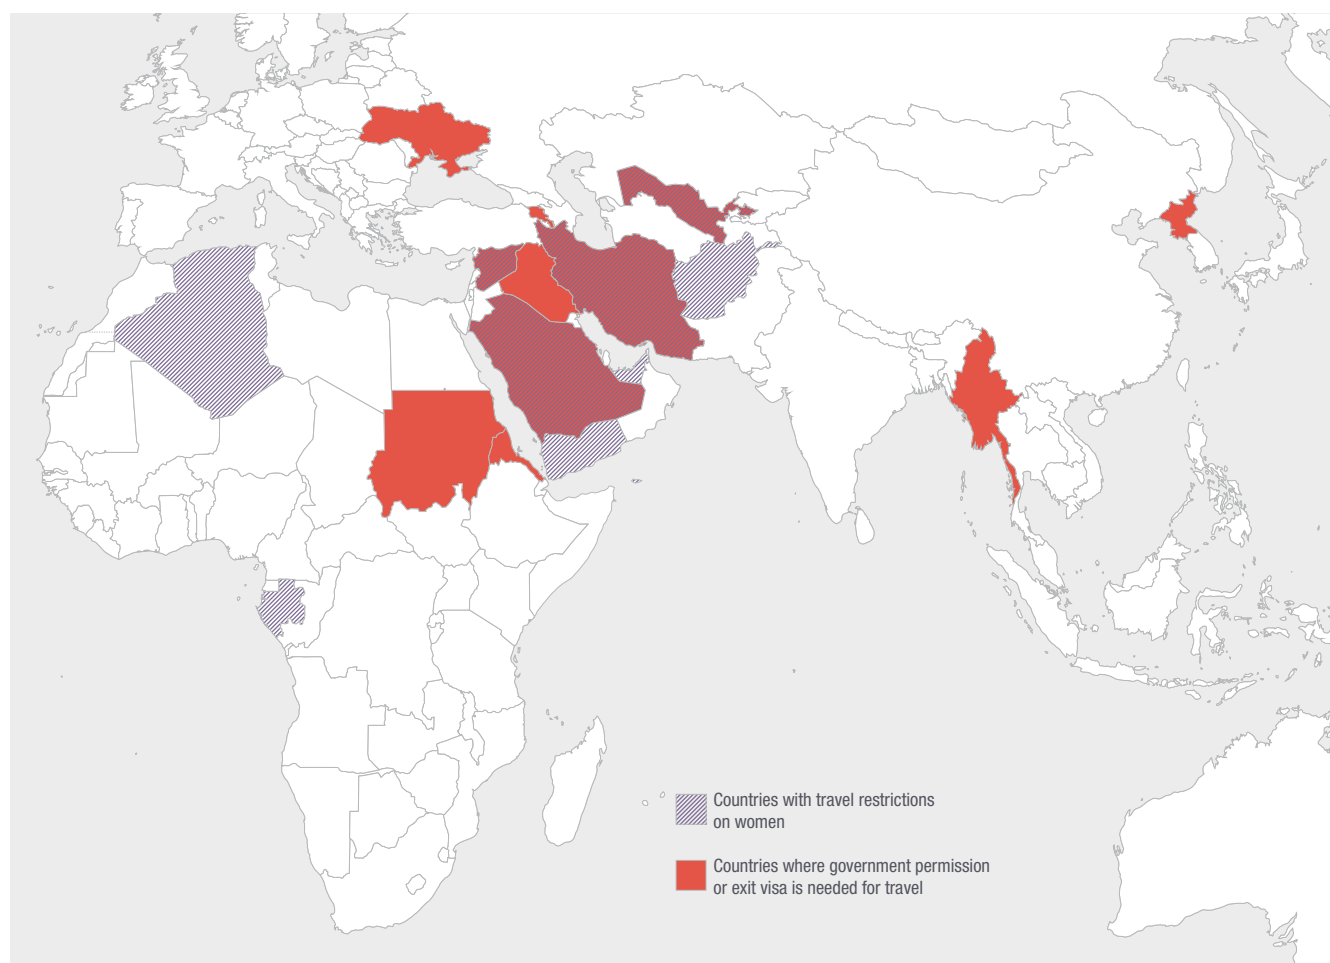 Countries with travel restrictions
on women
Countries where government permission
or exit visa is needed for travel